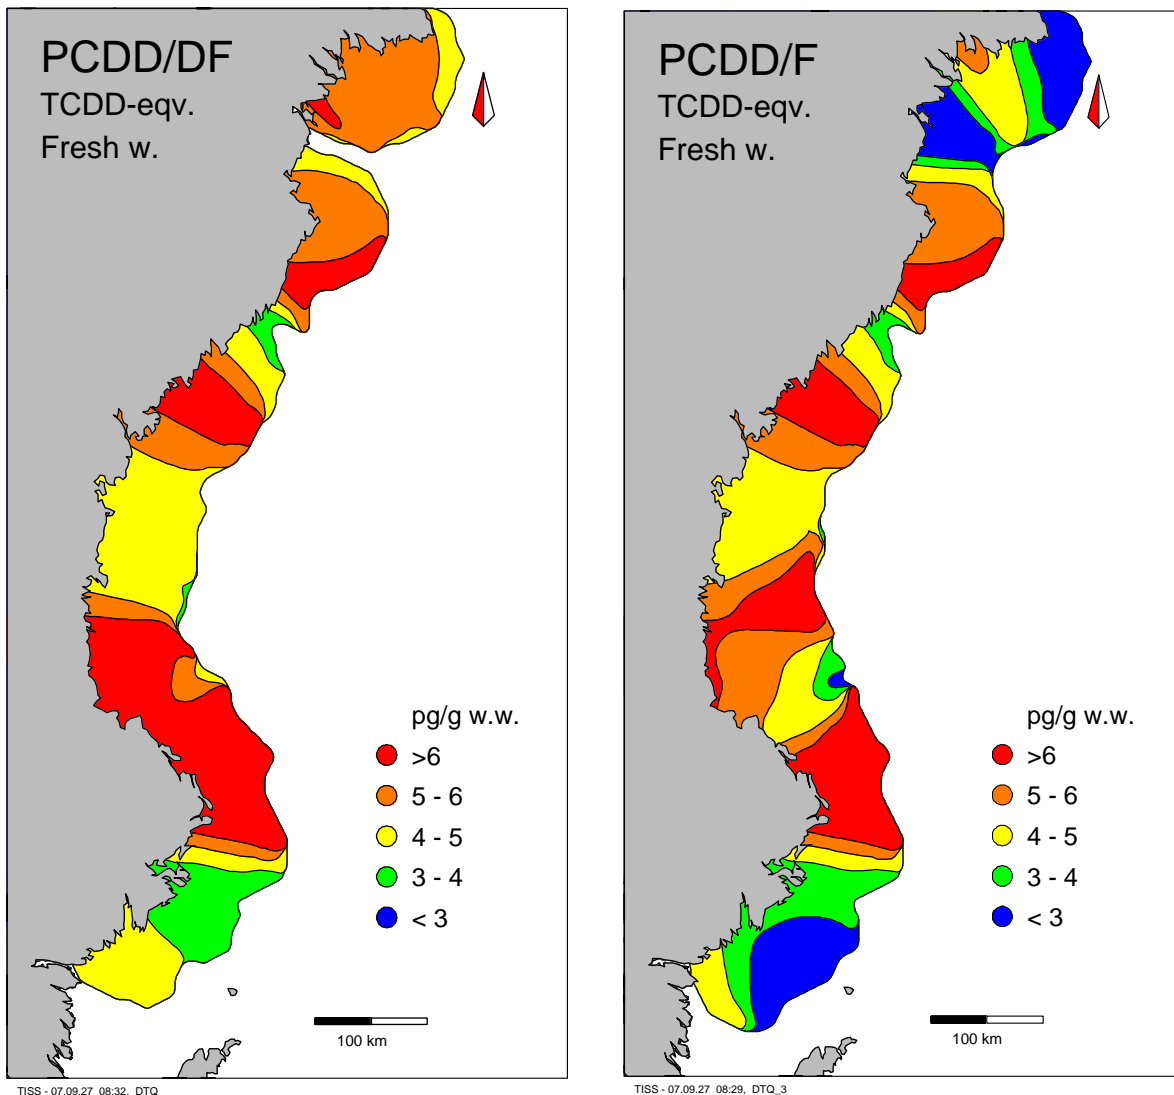 PCDD/DF
TCDD-eqv.
Fresh w.
pg/g w.w.
>6
5 - 6
4 - 5
3 - 4
< 3
100 km
TISS - 07.09.27 08:32, DTQ
PCDD/F
TCDD-eqv.
Fresh w.
pg/g w.w.
>6
5 - 6
4 - 5
3 - 4
< 3
100 km
TISS - 07.09.27 08:29, DTQ_3